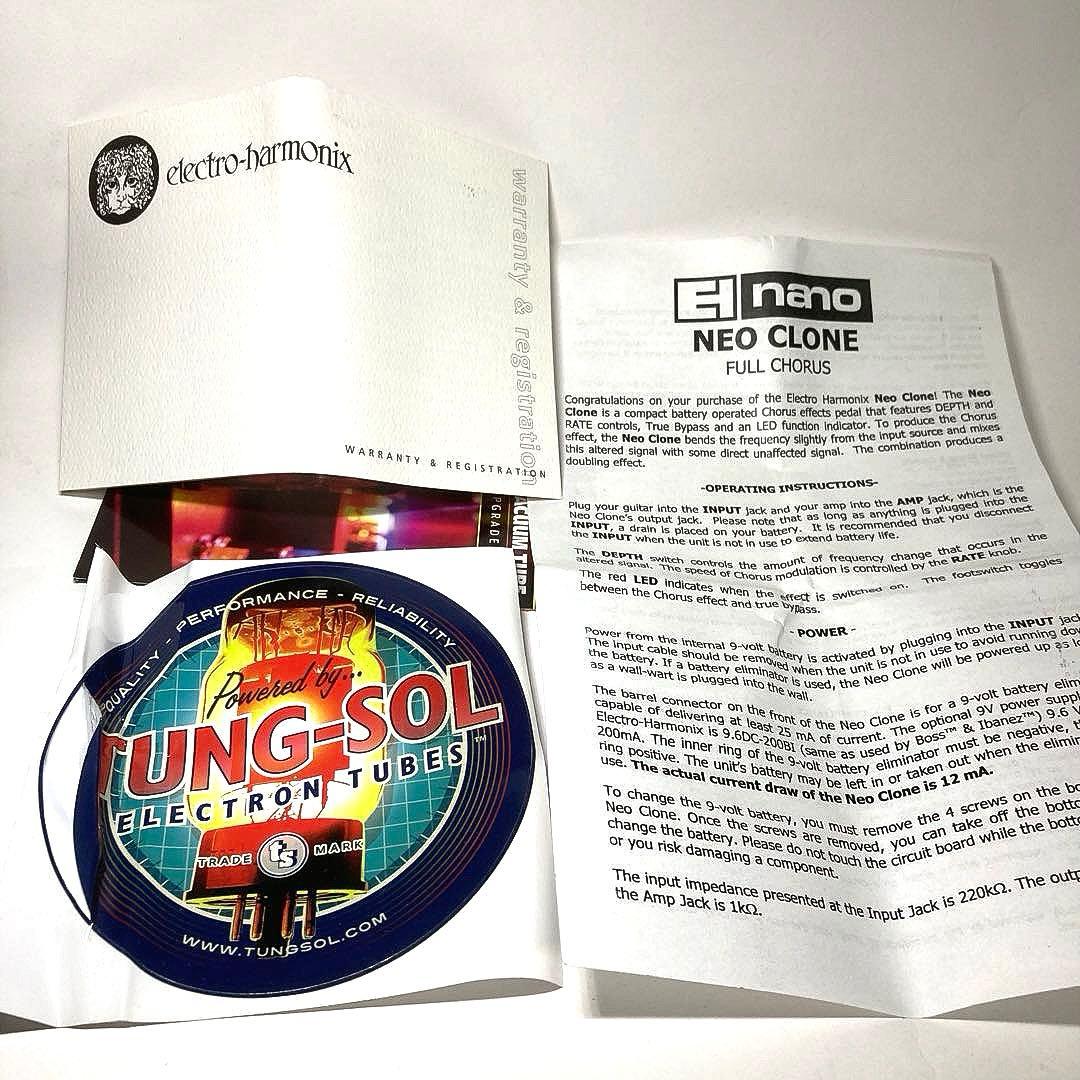 electro-harmonix
warranty & registration
WARRANTY & REGISTRATION
PGRADE
VACUUM TUBE
QUALITY - PERFORMANCE - RELIABILITY
Powered by...
TUNG-SOL™
ELECTRON TUBES
TRADE ts MARK
WWW.TUNGSOL.COM
EH nano
NEO CLONE
FULL CHORUS
Congratulations on your purchase of the Electro Harmonix Neo Clone! The Neo
Clone is a compact battery operated Chorus effects pedal that features DEPTH and
RATE controls, True Bypass and an LED function indicator. To produce the Chorus
effect, the Neo Clone bends the frequency slightly from the input source and mixes
this altered signal with some direct unaffected signal. The combination produces a
doubling effect.
-OPERATING INSTRUCTIONS-
Plug your guitar into the INPUT jack and your amp into the AMP jack, which is the
Neo Clone's output jack. Please note that as long as anything is plugged into the
INPUT, a drain is placed on your battery. It is recommended that you disconnect
the INPUT when the unit is not in use to extend battery life.
The DEPTH switch controls the amount of frequency change that occurs in the
altered signal. The speed of Chorus modulation is controlled by the RATE knob.
The red LED indicates when the effect is switched on. The footswitch toggles
between the Chorus effect and true bypass.
- POWER -
Power from the internal 9-volt battery is activated by plugging into the INPUT jac
The input cable should be removed when the unit is not in use to avoid running dow
the battery. If a battery eliminator is used, the Neo Clone will be powered up as lo
as a wall-wart is plugged into the wall.
The barrel connector on the front of the Neo Clone is for a 9-volt battery elim
capable of delivering at least 25 mA of current. The optional 9V power suppl
Electro-Harmonix is 9.6DC-200BI (same as used by Boss™ & Ibanez™) 9.6 v
200mA. The inner ring of the 9-volt battery eliminator must be negative, t
ring positive. The unit's battery may be left in or taken out when the elimin
use. The actual current draw of the Neo Clone is 12 mA.
To change the 9-volt battery, you must remove the 4 screws on the bo
Neo Clone. Once the screws are removed, you can take off the botto
change the battery. Please do not touch the circuit board while the botto
or you risk damaging a component.
The input impedance presented at the Input Jack is 220kΩ. The outp
the Amp Jack is 1kΩ.